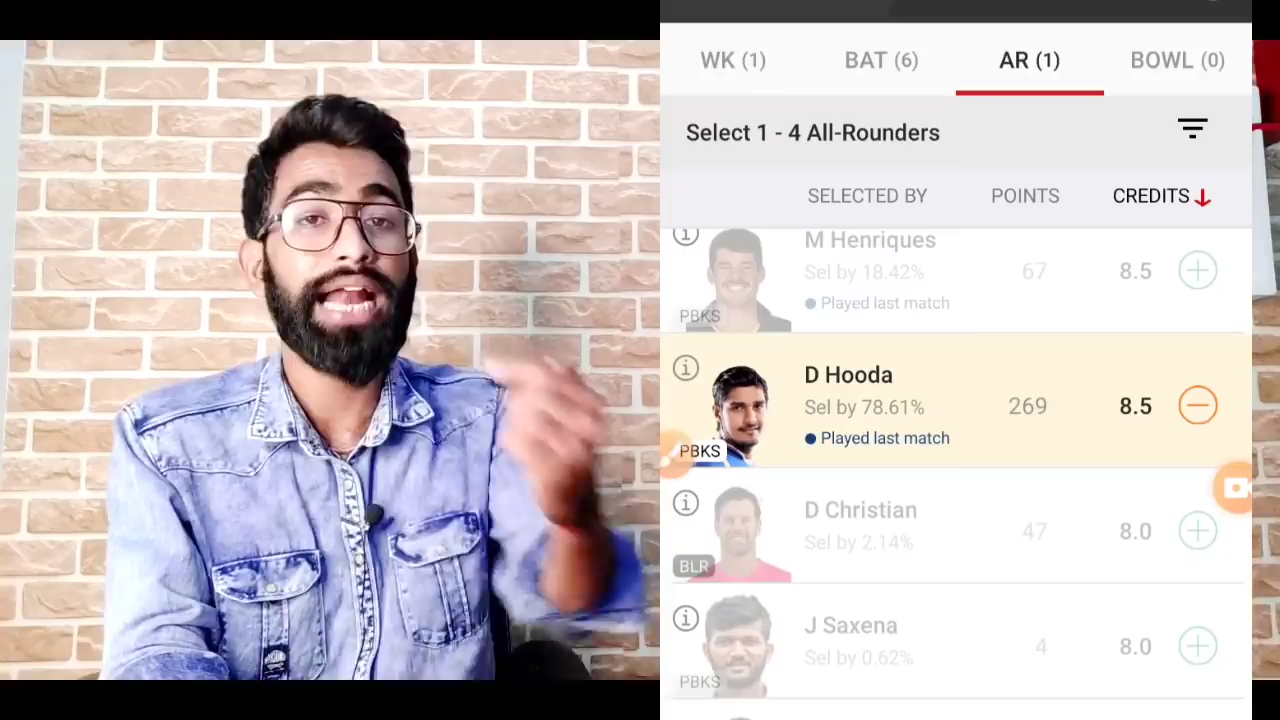 WK (1) BAT (6) AR (1) BOWL (0)
Select 1 - 4 All-Rounders
SELECTED BY POINTS CREDITS
M Henriques
Sel by 18.42% 67 8.5
Played last match
PBKS
D Hooda
Sel by 78.61% 269 8.5
Played last match
PBKS
D Christian
Sel by 2.14% 47 8.0
BLR
J Saxena
Sel by 0.62% 4 8.0
PBKS